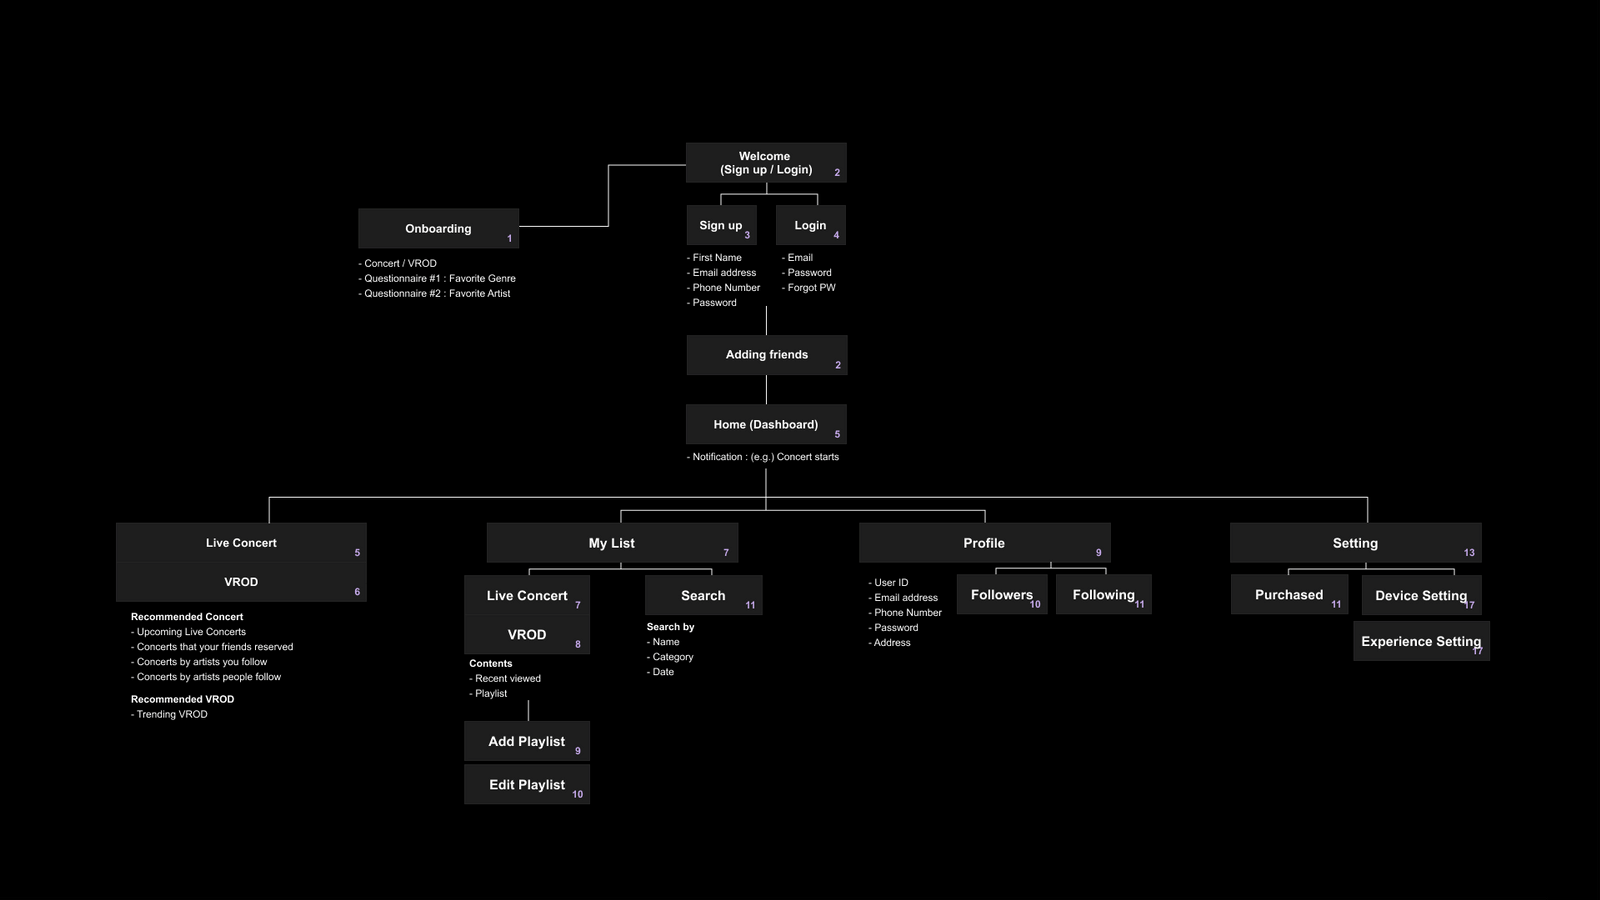 Welcome
(Sign up / Login)
2
Onboarding
1
- Concert / VROD
- Questionnaire #1 : Favorite Genre
- Questionnaire #2 : Favorite Artist
Sign up
3
- First Name
- Email address
- Phone Number
- Password
Login
4
- Email
- Password
- Forgot PW
Adding friends
2
Home (Dashboard)
5
- Notification : (e.g.) Concert starts
Live Concert
5
VROD
6
Recommended Concert
- Upcoming Live Concerts
- Concerts that your friends reserved
- Concerts by artists you follow
- Concerts by artists people follow
Recommended VROD
- Trending VROD
My List
7
Live Concert
7
VROD
8
Contents
- Recent viewed
- Playlist
Add Playlist
9
Edit Playlist
10
Search
11
Search by
- Name
- Category
- Date
Profile
9
- User ID
- Email address
- Phone Number
- Password
- Address
Followers
10
Following
11
Setting
13
Purchased
11
Device Setting
17
Experience Setting
17